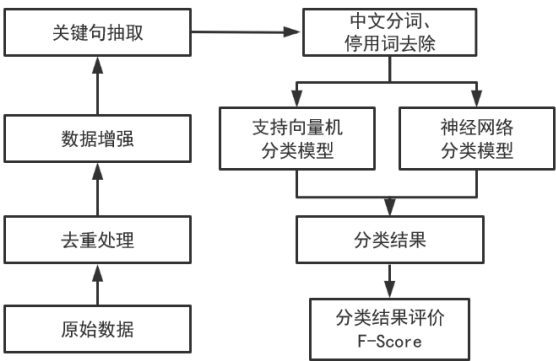 关键句抽取
中文分词、
停用词去除
数据增强
支持向量机
分类模型
神经网络
分类模型
去重处理
分类结果
原始数据
分类结果评价
F-Score